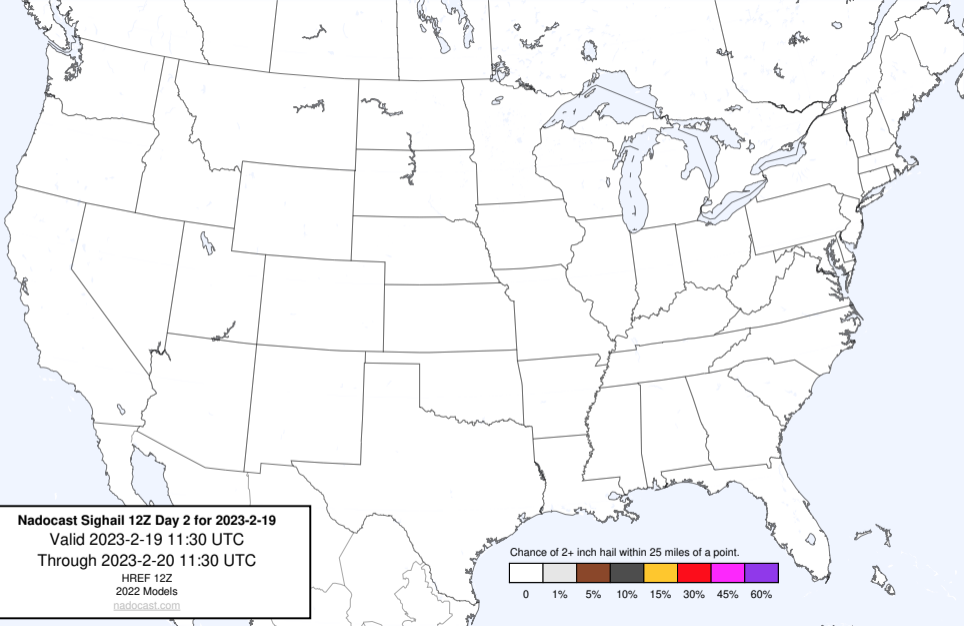 Nadocast Sighail 12Z Day 2 for 2023-2-19
Valid 2023-2-19 11:30 UTC
Through 2023-2-20 11:30 UTC
HREF 12Z
2022 Models
nadocast.com
Chance of 2+ inch hail within 25 miles of a point.
0 1% 5% 10% 15% 30% 45% 60%